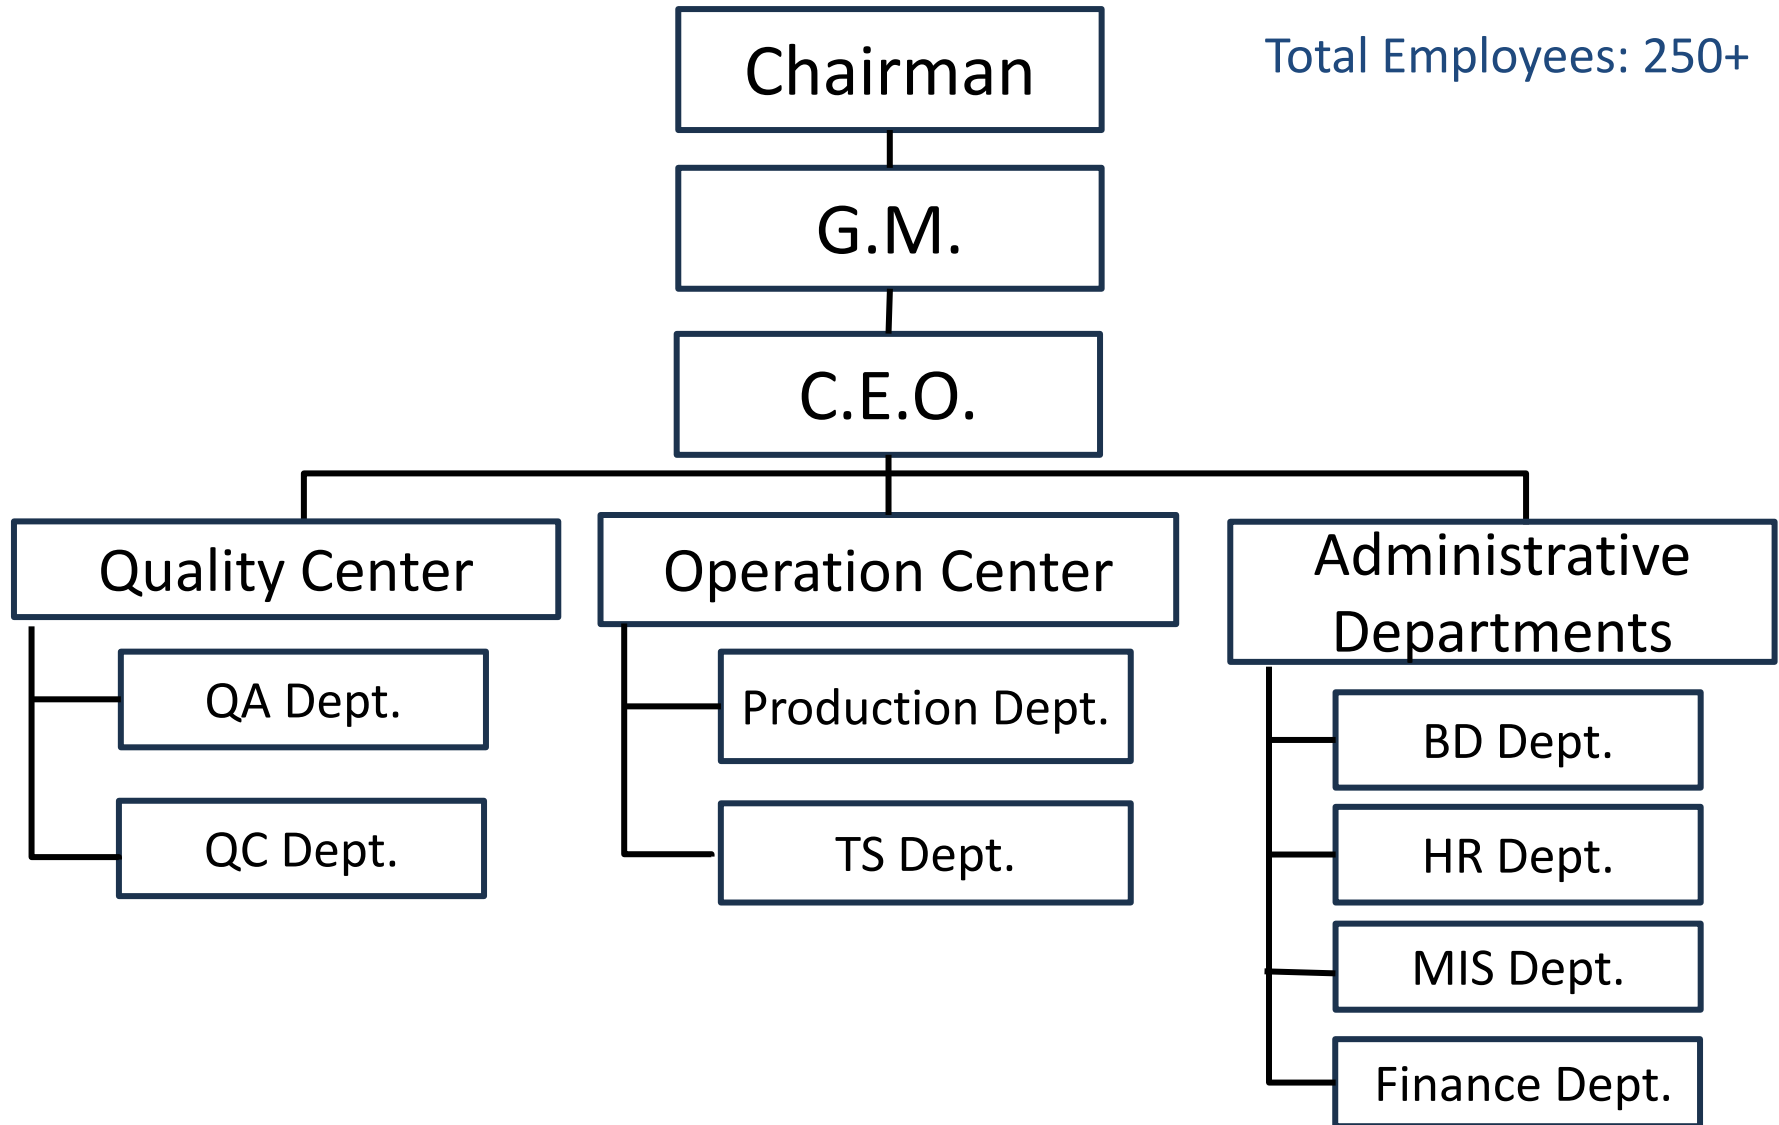 Chairman
Total Employees: 250+
G.M.
C.E.O.
Quality Center
Operation Center
Administrative
Departments
QA Dept.
QC Dept.
Production Dept.
TS Dept.
BD Dept.
HR Dept.
MIS Dept.
Finance Dept.